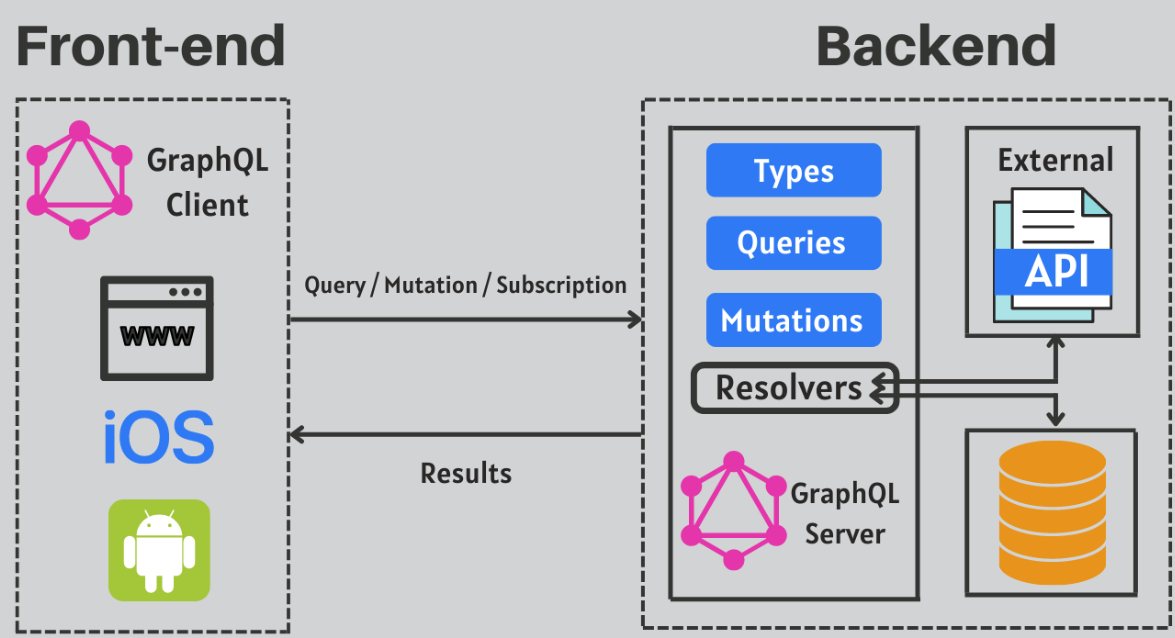 Front-end
GraphQL
Client
WWW
iOS
Query / Mutation / Subscription
Results
Backend
Types
Queries
Mutations
Resolvers
GraphQL
Server
External
API